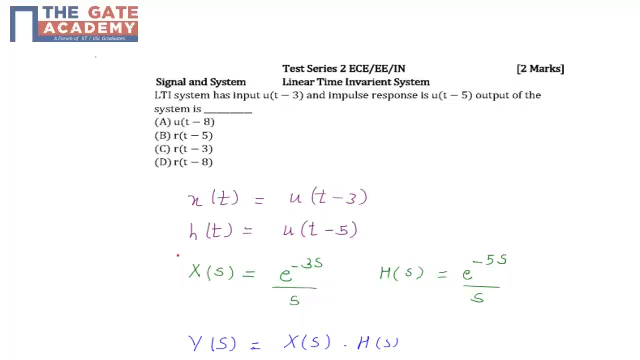 THE GATE
ACADEMY
A Forum of IIT / IISC Graduates
Test Series 2 ECE/EE/IN [2 Marks]
Signal and System Linear Time Invariant System
LTI system has input u(t − 3) and impulse response is u(t − 5) output of the
system is ________
(A) u(t − 8)
(B) r(t − 5)
(C) r(t − 3)
(D) r(t − 8)
x(t) = u(t-3)
h(t) = u(t-5)
X(s) = e^-3s/s H(s) = e^-5s/s
Y(s) = X(s) . H(s)